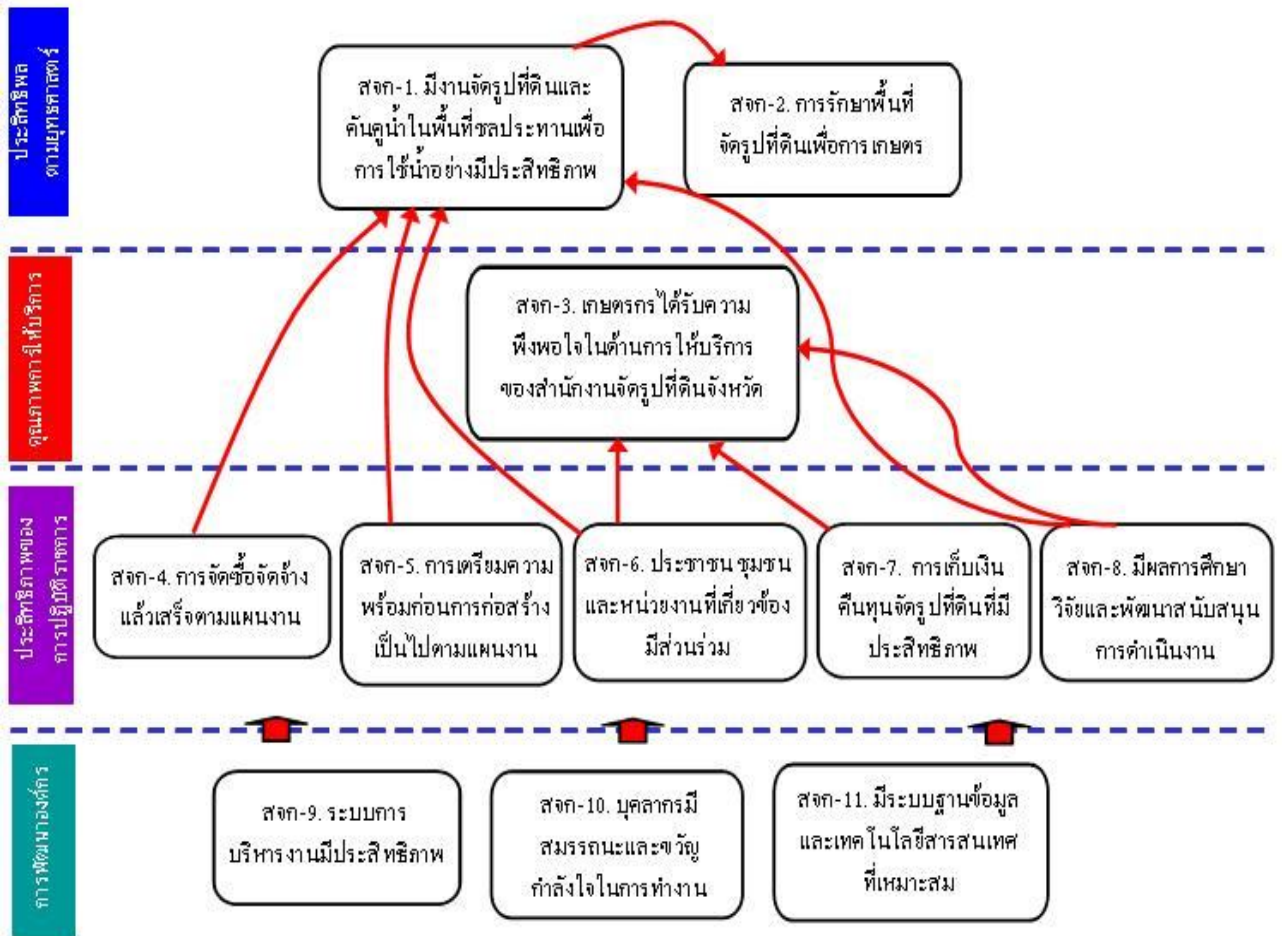 ประสิทธิพล
ตามยุทธศาสตร์
สจก-1. มีงานจัดรูปที่ดินและ
คันคูน้ำในพื้นที่ชลประทานเพื่อ
การใช้น้ำอย่างมีประสิทธิภาพ
สจก-2. การรักษาพื้นที่
จัดรูปที่ดินเพื่อการเกษตร
คุณภาพการให้บริการ
สจก-3. เกษตรกรได้รับความ
พึงพอใจในด้านการให้บริการ
ของสำนักงานจัดรูปที่ดินจังหวัด
ประสิทธิภาพของ
การปฏิบัติราชการ
สจก-4. การจัดซื้อจัดจ้าง
แล้วเสร็จตามแผนงาน
สจก-5. การเตรียมความ
พร้อมก่อนการก่อสร้าง
เป็นไปตามแผนงาน
สจก-6. ประชาชน ชุมชน
และหน่วยงานที่เกี่ยวข้อง
มีส่วนร่วม
สจก-7. การเก็บเงิน
คืนทุนจัดรูปที่ดินที่มี
ประสิทธิภาพ
สจก-8. มีผลการศึกษา
วิจัยและพัฒนาสนับสนุน
การดำเนินงาน
การพัฒนาองค์กร
สจก-9. ระบบการ
บริหารงานมีประสิทธิภาพ
สจก-10. บุคลากรมี
สมรรถนะและขวัญ
กำลังใจในการทำงาน
สจก-11. มีระบบฐานข้อมูล
และเทคโนโลยีสารสนเทศ
ที่เหมาะสม